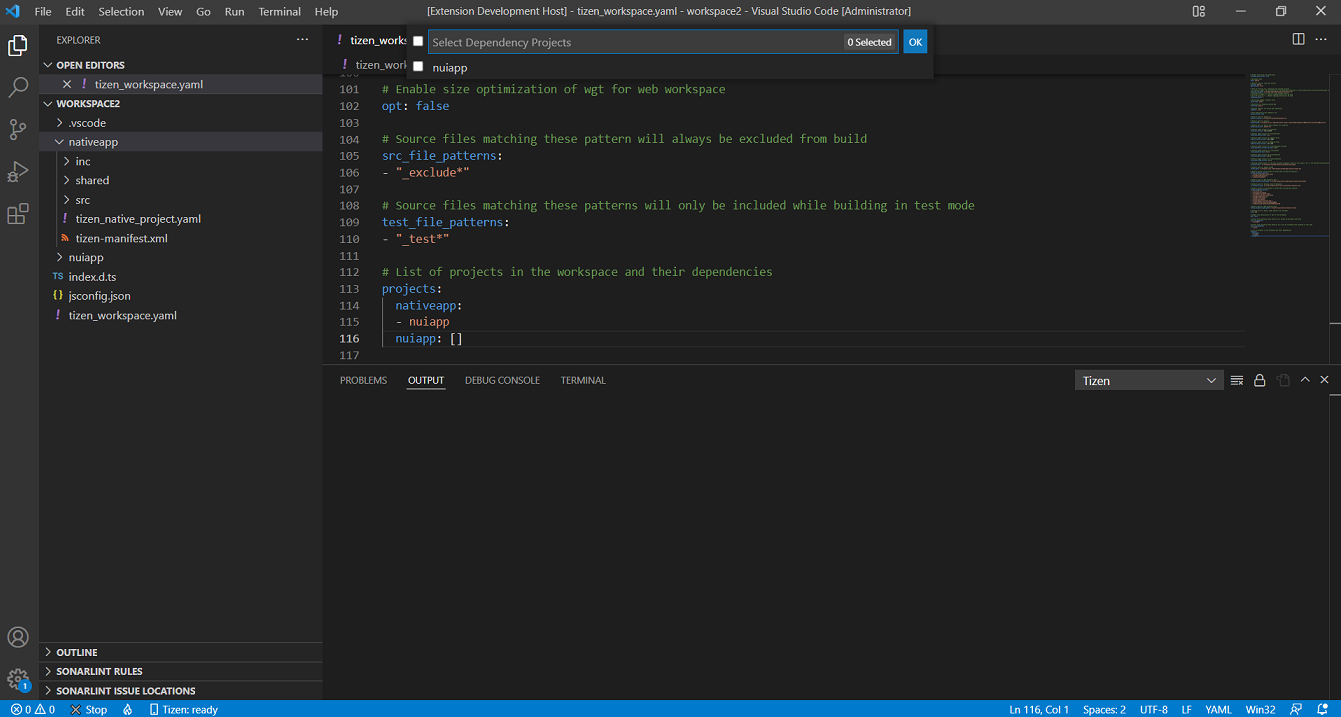 File Edit Selection View Go Run Terminal Help
[Extension Development Host] - tizen_workspace.yaml - workspace2 - Visual Studio Code [Administrator]
EXPLORER
OPEN EDITORS
! tizen_workspace.yaml
WORKSPACE2
.vscode
nativeapp
inc
shared
src
! tizen_native_project.yaml
tizen-manifest.xml
nuiapp
TS index.d.ts
{} jsconfig.json
! tizen_workspace.yaml
OUTLINE
SONARLINT RULES
SONARLINT ISSUE LOCATIONS
1
! tizen_works
Select Dependency Projects
0 Selected
OK
! tizen_work
nuiapp
101 # Enable size optimization of wgt for web workspace
102 opt: false
103
104 # Source files matching these pattern will always be excluded from build
105 src_file_patterns:
106 - "_exclude*"
107
108 # Source files matching these patterns will only be included while building in test mode
109 test_file_patterns:
110 - "_test*"
111
112 # List of projects in the workspace and their dependencies
113 projects:
114 nativeapp:
115 - nuiapp
116 nuiapp: []
117
PROBLEMS OUTPUT DEBUG CONSOLE TERMINAL
Tizen
0 0 Stop Tizen: ready
Ln 116, Col 1 Spaces: 2 UTF-8 LF YAML Win32